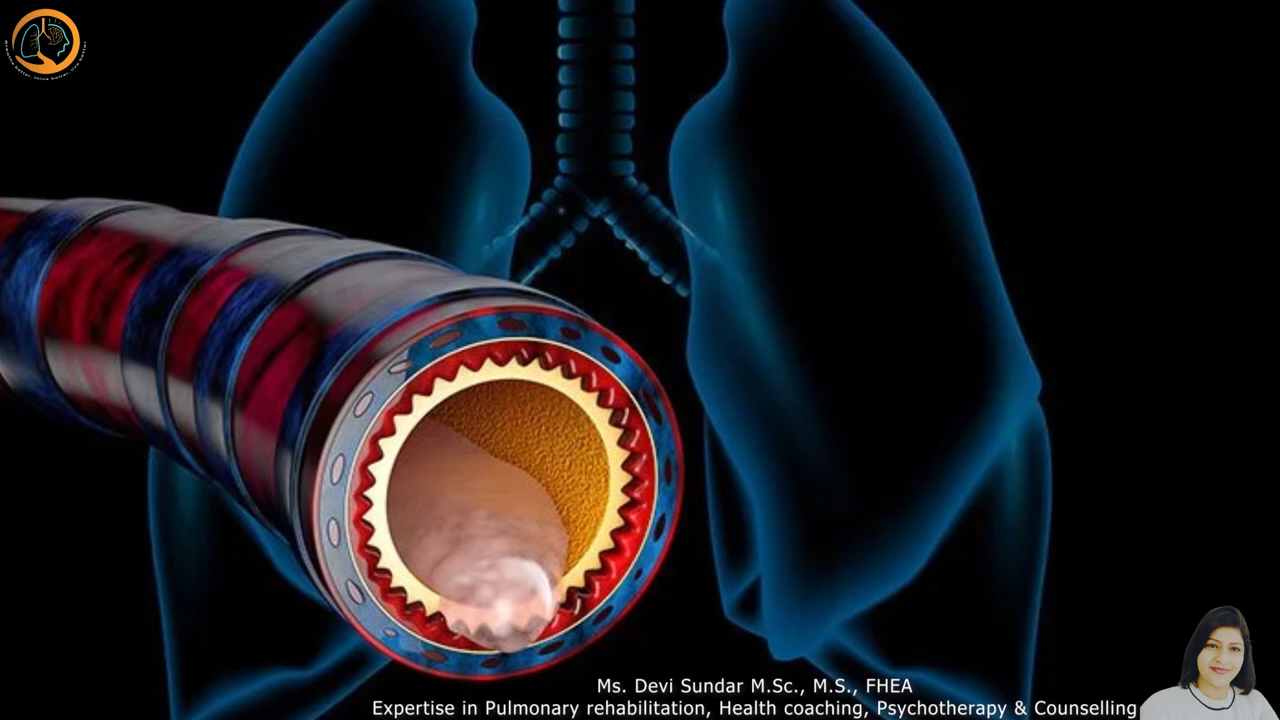 Ms. Devi Sundar M.Sc., M.S., FHEA
Expertise in Pulmonary rehabilitation, Health coaching, Psychotherapy & Counselling